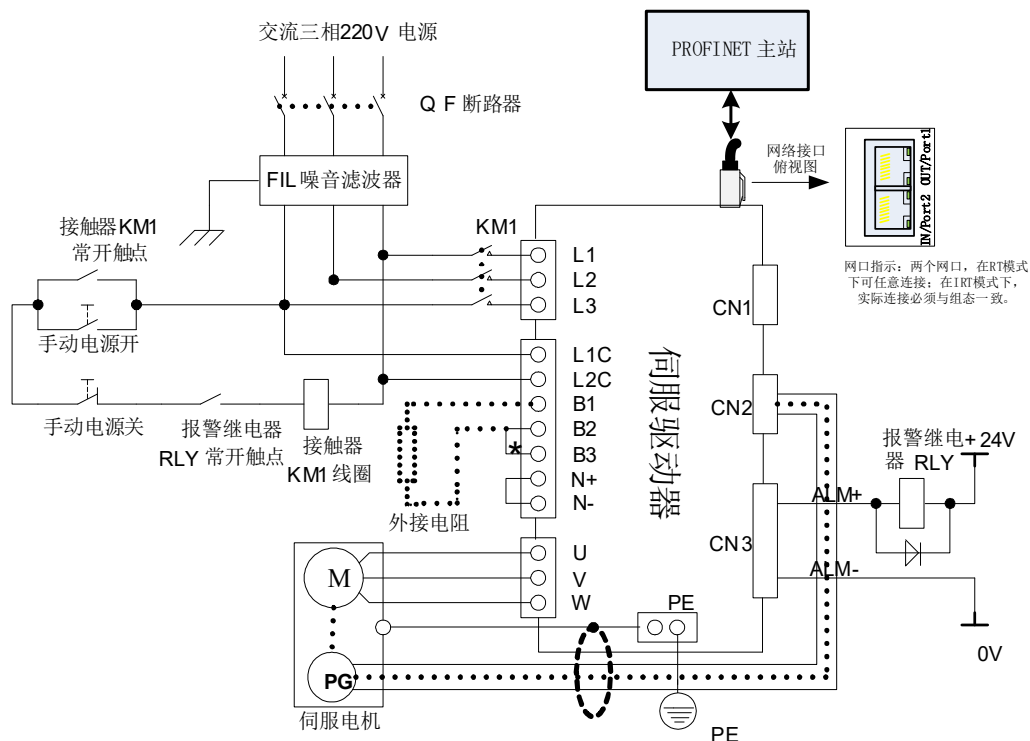 交流三相220V 电源
QF 断路器
FIL噪音滤波器
PROFINET 主站
网络接口
俯视图
IN/Port2 OUT/Port1
网口指示：两个网口，在RT模式
下可任意连接；在IRT模式下，
实际连接必须与组态一致。
接触器KM1
常开触点
手动电源开
手动电源关
报警继电器
RLY 常开触点
接触器
KM1 线圈
KM1
L1
L2
L3
L1C
L2C
B1
B2
*
B3
N+
N-
外接电阻
U
V
W
伺服驱动器
CN1
CN2
CN3
报警继电
器 RLY
+24V
ALM+
ALM-
0V
M
PG
伺服电机
PE
PE